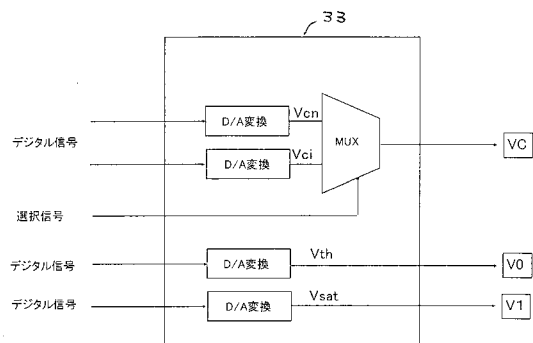 33
D/A変換
Vcn
デジタル信号
MUX
VC
D/A変換
Vci
選択信号
デジタル信号
D/A変換
Vth
V0
デジタル信号
D/A変換
Vsat
V1